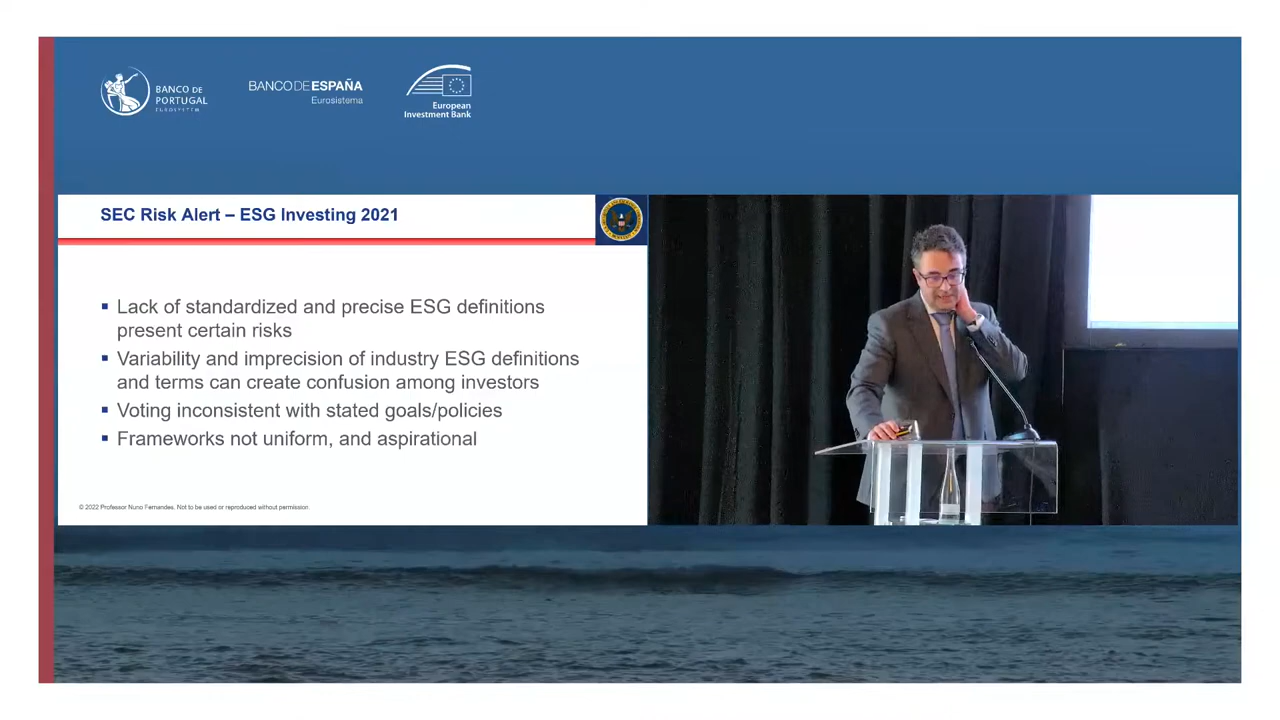 BANCO DE
PORTUGAL
EUROSISTEMA
BANCO DE ESPAÑA
Eurosistema
European
Investment Bank
SEC Risk Alert – ESG Investing 2021
▪ Lack of standardized and precise ESG definitions
present certain risks
▪ Variability and imprecision of industry ESG definitions
and terms can create confusion among investors
▪ Voting inconsistent with stated goals/policies
▪ Frameworks not uniform, and aspirational
© 2022 Professor Nuno Fernandes. Not to be used or reproduced without permission